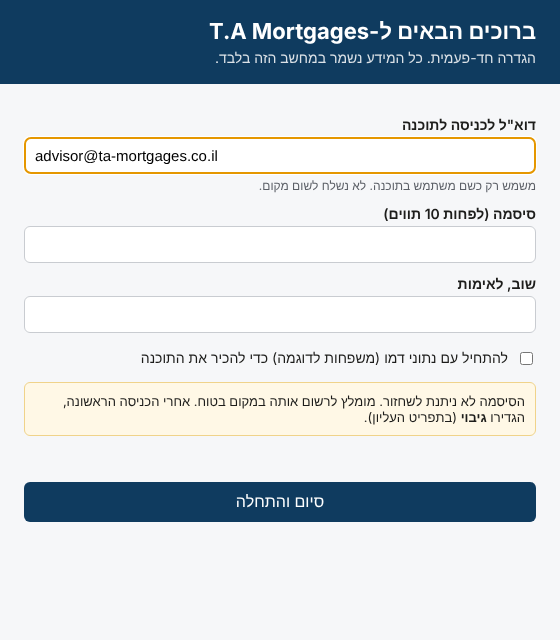 ברוכים הבאים ל-T.A Mortgages
הגדרה חד-פעמית. כל המידע נשמר במחשב הזה בלבד.
דוא"ל לכניסה לתוכנה
advisor@ta-mortgages.co.il
משמש רק כשם משתמש בתוכנה. לא נשלח לשום מקום.
סיסמה (לפחות 10 תווים)
שוב, לאימות
להתחיל עם נתוני דמו (משפחות לדוגמה) כדי להכיר את התוכנה
הסיסמה לא ניתנת לשחזור. מומלץ לרשום אותה במקום בטוח. אחרי הכניסה הראשונה,
הגדירו גיבוי (בתפריט העליון).
סיום והתחלה